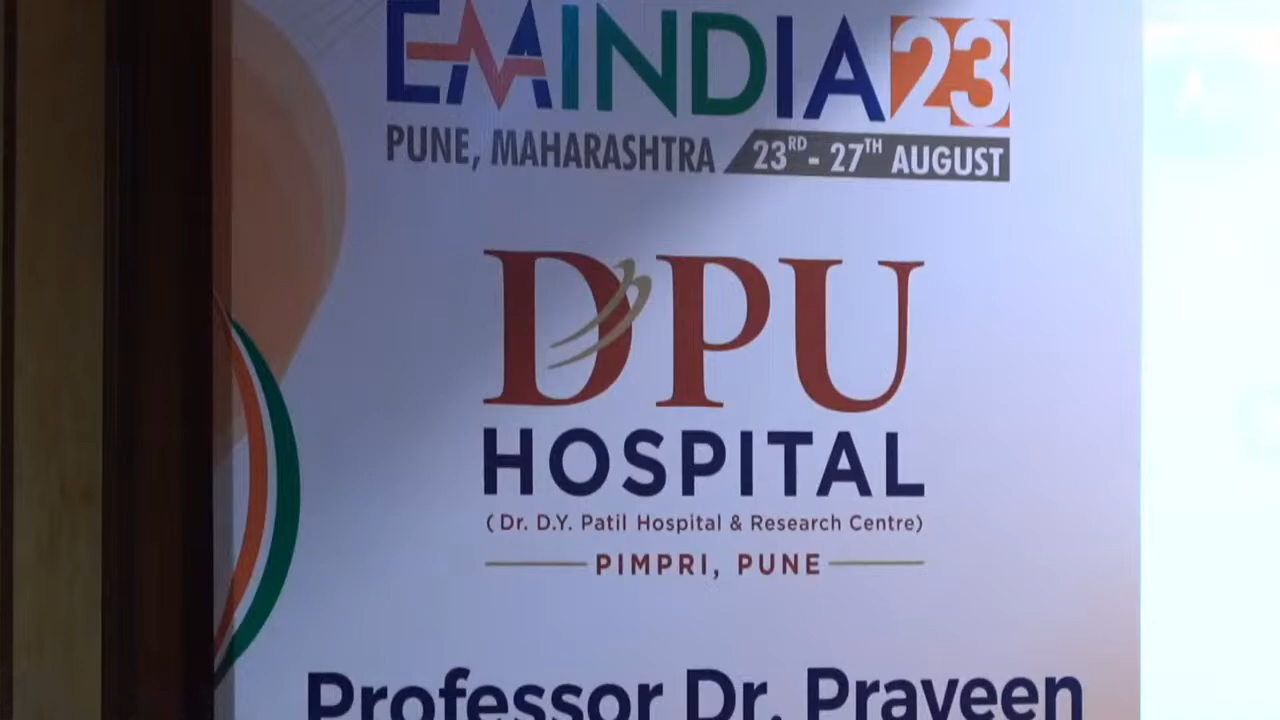 EMINDIA23
PUNE, MAHARASHTRA 23RD - 27TH AUGUST
DPU
HOSPITAL
(Dr. D.Y. Patil Hospital & Research Centre)
PIMPRI, PUNE
Professor Dr. Praveen